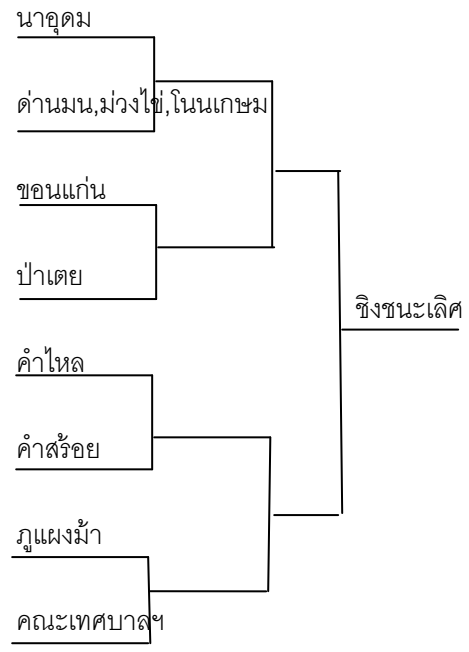 นาอุดม
ด่านมน,ม่วงไข่,โนนเกษม
ขอนแก่น
ป่าเตย
ชิงชนะเลิศ
คำไหล
คำสร้อย
ภูแผงม้า
คณะเทศบาลฯ